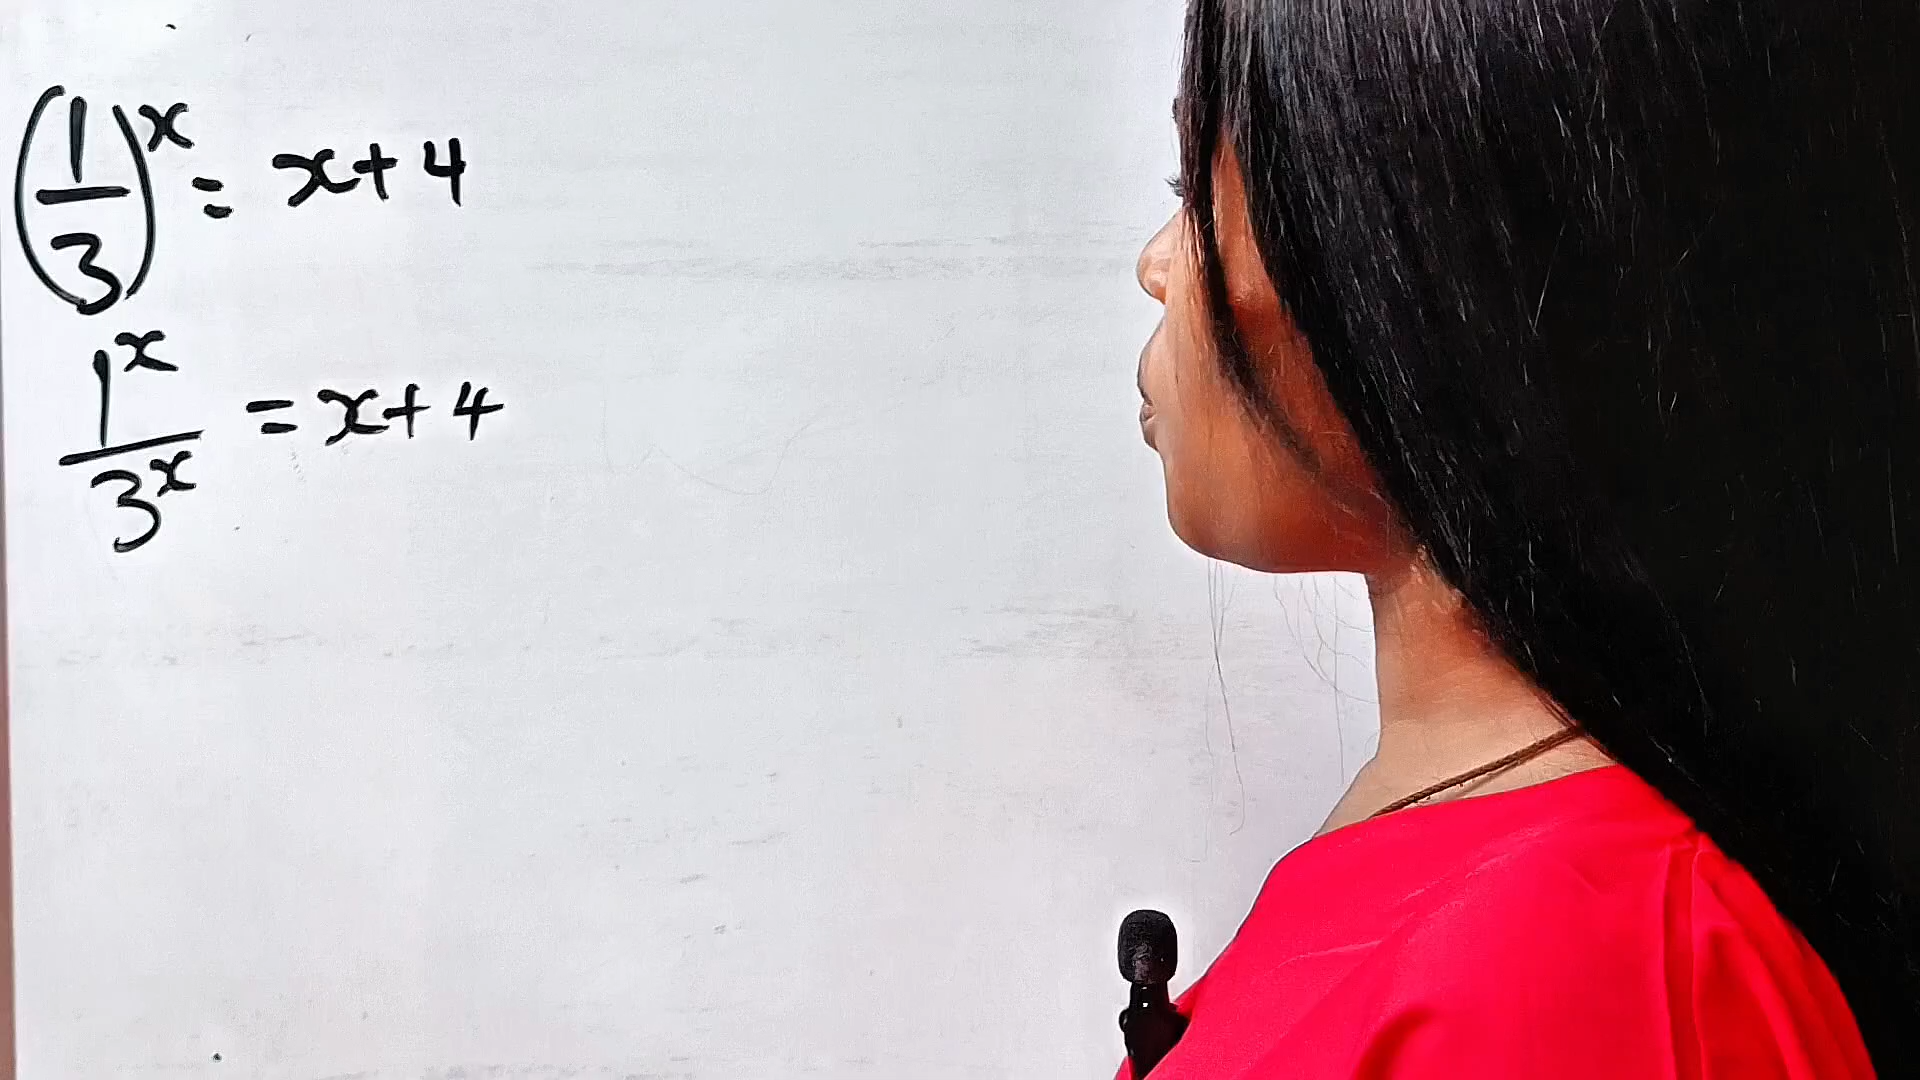 (1/3)^x = x+4
1^x/3^x = x+4